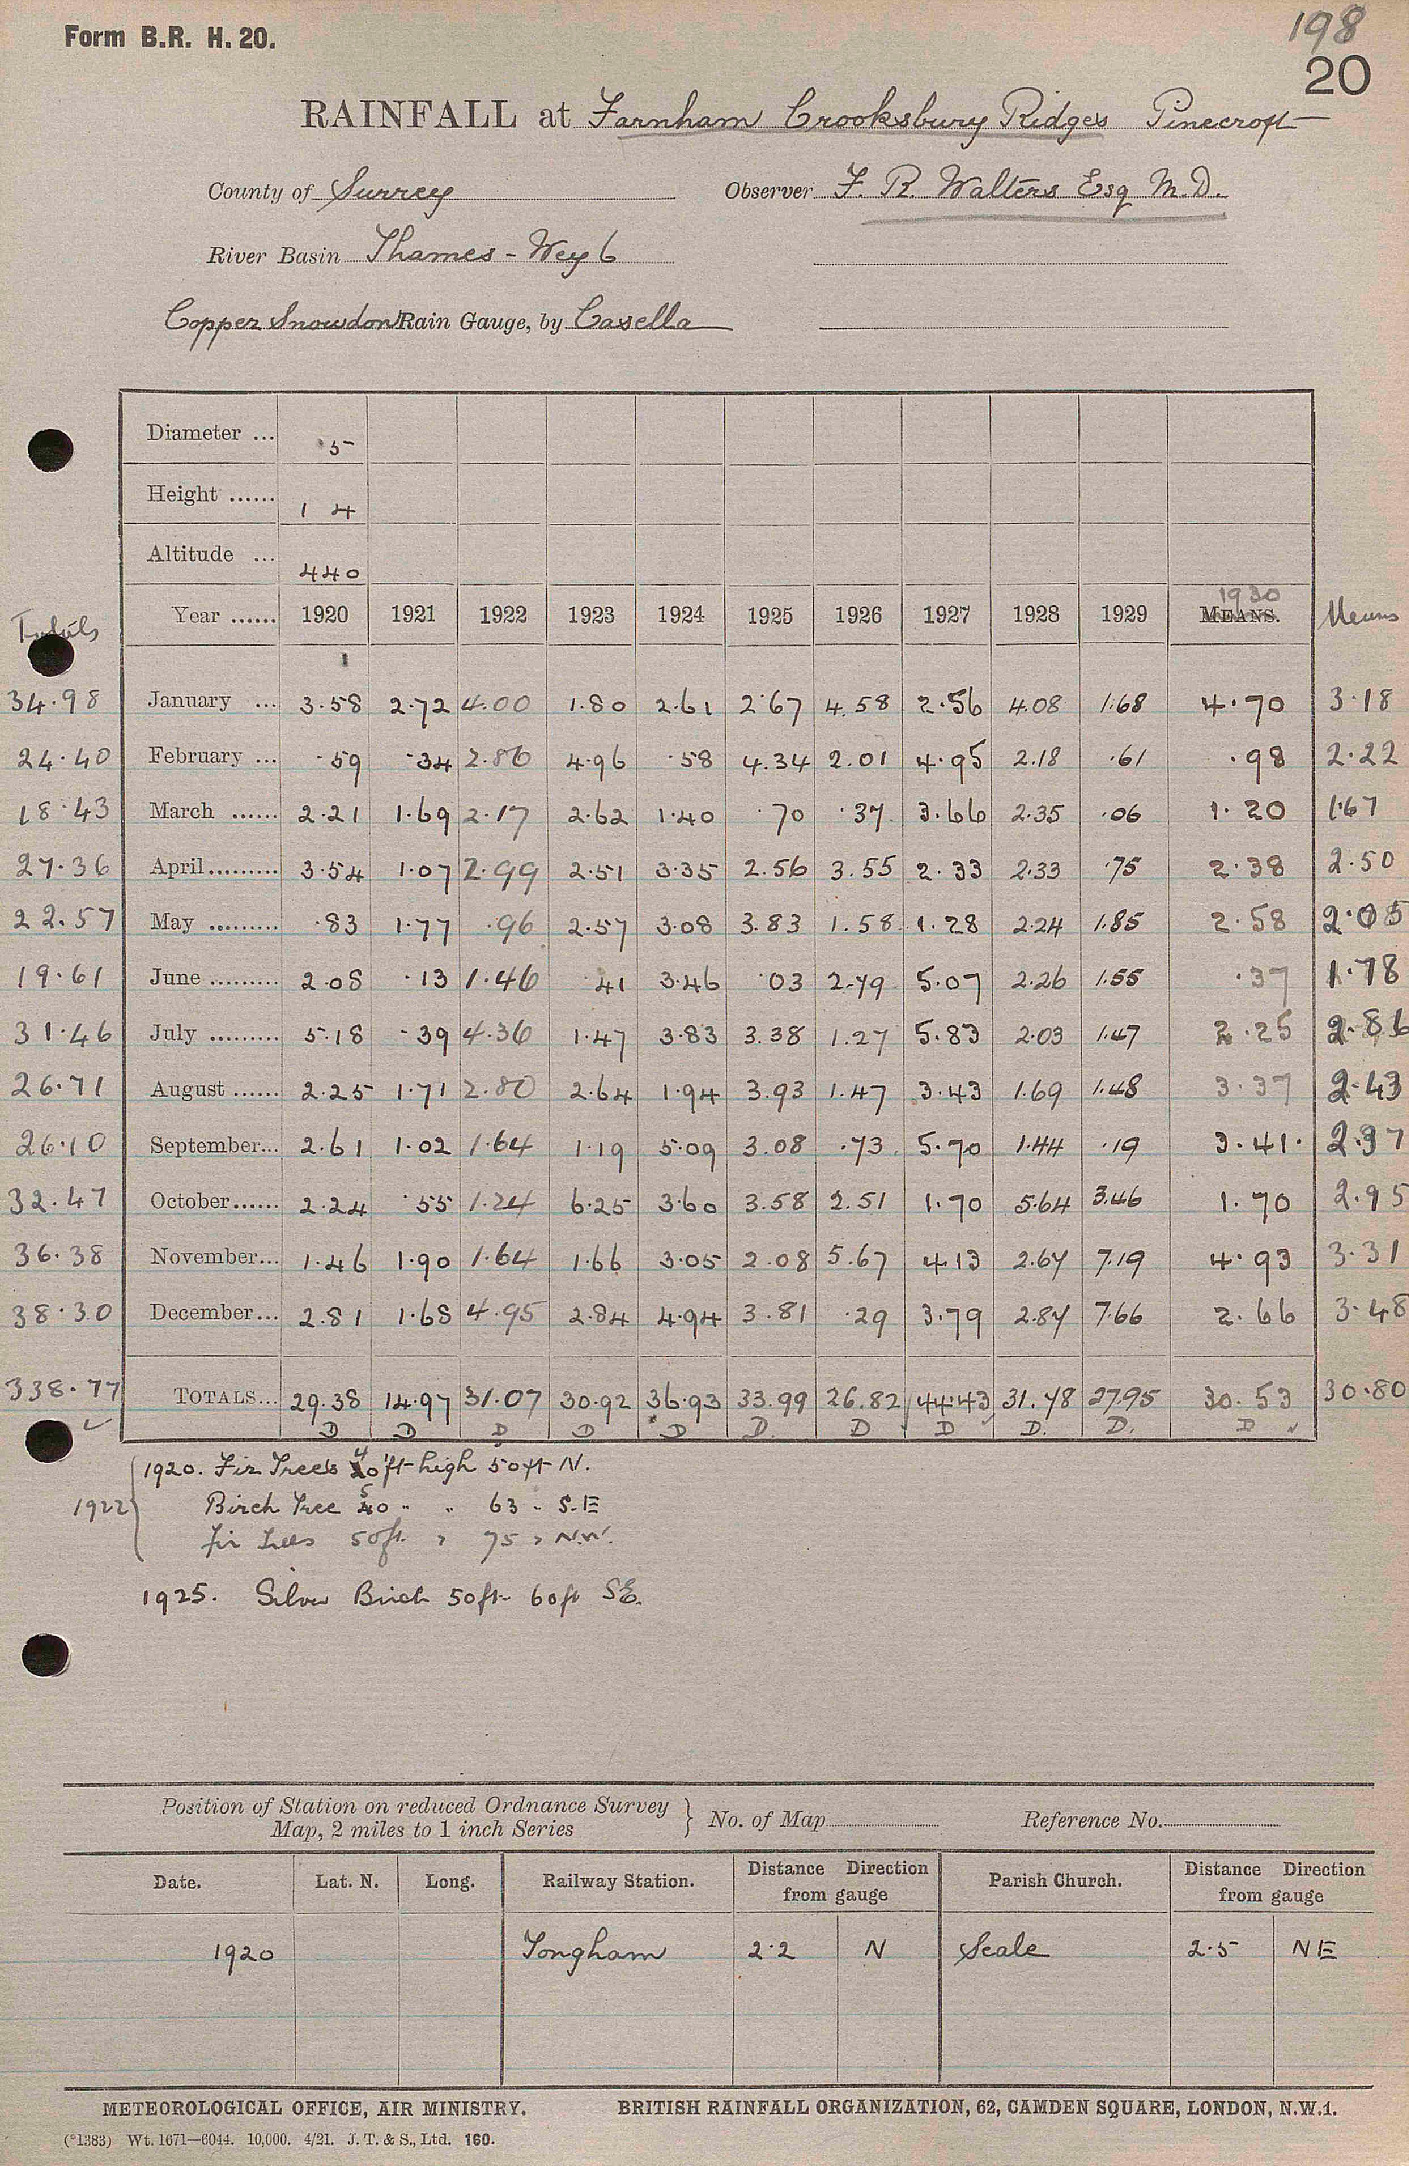 Form B.R. H. 20.
198
20
RAINFALL at Farnham Crooksbury Ridges Pinecroft
County of Surrey Observer F. R. Walters Esq M.D.
River Basin Thames - Wey 6
Copper Snowdon Rain Gauge, by Casella
Diameter ... 5
Height ...... 1 4
Altitude ... 440
1930
Totals Year ...... 1920 1921 1922 1923 1924 1925 1926 1927 1928 1929 MEANS. Means
34.98 January ... 3.58 2.72 4.00 1.80 2.61 2.67 4.58 2.56 4.08 1.68 4.70 3.18
24.40 February ... .59 .34 2.86 4.96 .58 4.34 2.01 4.95 2.18 .61 .98 2.22
18.43 March ...... 2.21 1.69 2.17 2.62 1.40 .70 .37 3.66 2.35 .06 1.20 1.67
27.36 April......... 3.54 1.07 2.99 2.51 3.35 2.56 3.55 2.33 2.33 .75 2.38 2.50
22.57 May ......... .83 1.77 .96 2.57 3.08 3.83 1.58 1.28 2.24 1.85 2.58 2.05
19.61 June ......... 2.08 .13 1.46 .41 3.46 .03 2.79 5.07 2.26 1.55 .37 1.78
31.46 July ......... 5.18 .39 4.36 1.47 3.83 3.38 1.27 5.83 2.03 1.47 2.25 2.86
26.71 August ...... 2.25 1.71 2.80 2.64 1.94 3.93 1.47 3.43 1.69 1.48 3.37 2.43
26.10 September... 2.61 1.02 1.64 1.19 5.09 3.08 .73 5.70 1.44 .19 3.41 2.37
32.47 October...... 2.24 .55 1.24 6.25 3.60 3.58 2.51 1.70 5.64 3.46 1.70 2.95
36.38 November... 1.46 1.90 1.64 1.66 3.05 2.08 5.67 4.13 2.67 7.19 4.93 3.31
38.30 December... 2.81 1.68 4.95 2.84 4.94 3.81 .29 3.79 2.87 7.66 2.66 3.48
338.77 TOTALS... 29.38 14.97 31.07 30.92 36.93 33.99 26.82 44.43 31.78 27.95 30.53 30.80
D D D D D D D D D. D. D
1920. Fir Trees 40 ft high 50 ft N.
1922 Birch Tree 50 " " 63 " S.E
Fir Trees 50 ft. " 75 " N.W.
1925. Silver Birch 50 ft 60 ft SE.
Position of Station on reduced Ordnance Survey
Map, 2 miles to 1 inch Series } No. of Map Reference No.
Date. Lat. N. Long. Railway Station. Distance Direction from gauge Parish Church. Distance Direction from gauge
1920 Tongham 2.2 N Seale 2.5 NE
METEOROLOGICAL OFFICE, AIR MINISTRY. BRITISH RAINFALL ORGANIZATION, 62, CAMDEN SQUARE, LONDON, N.W.1.
(*1383) Wt. 1671—6044. 10,000. 4/21. J. T. & S., Ltd. 160.